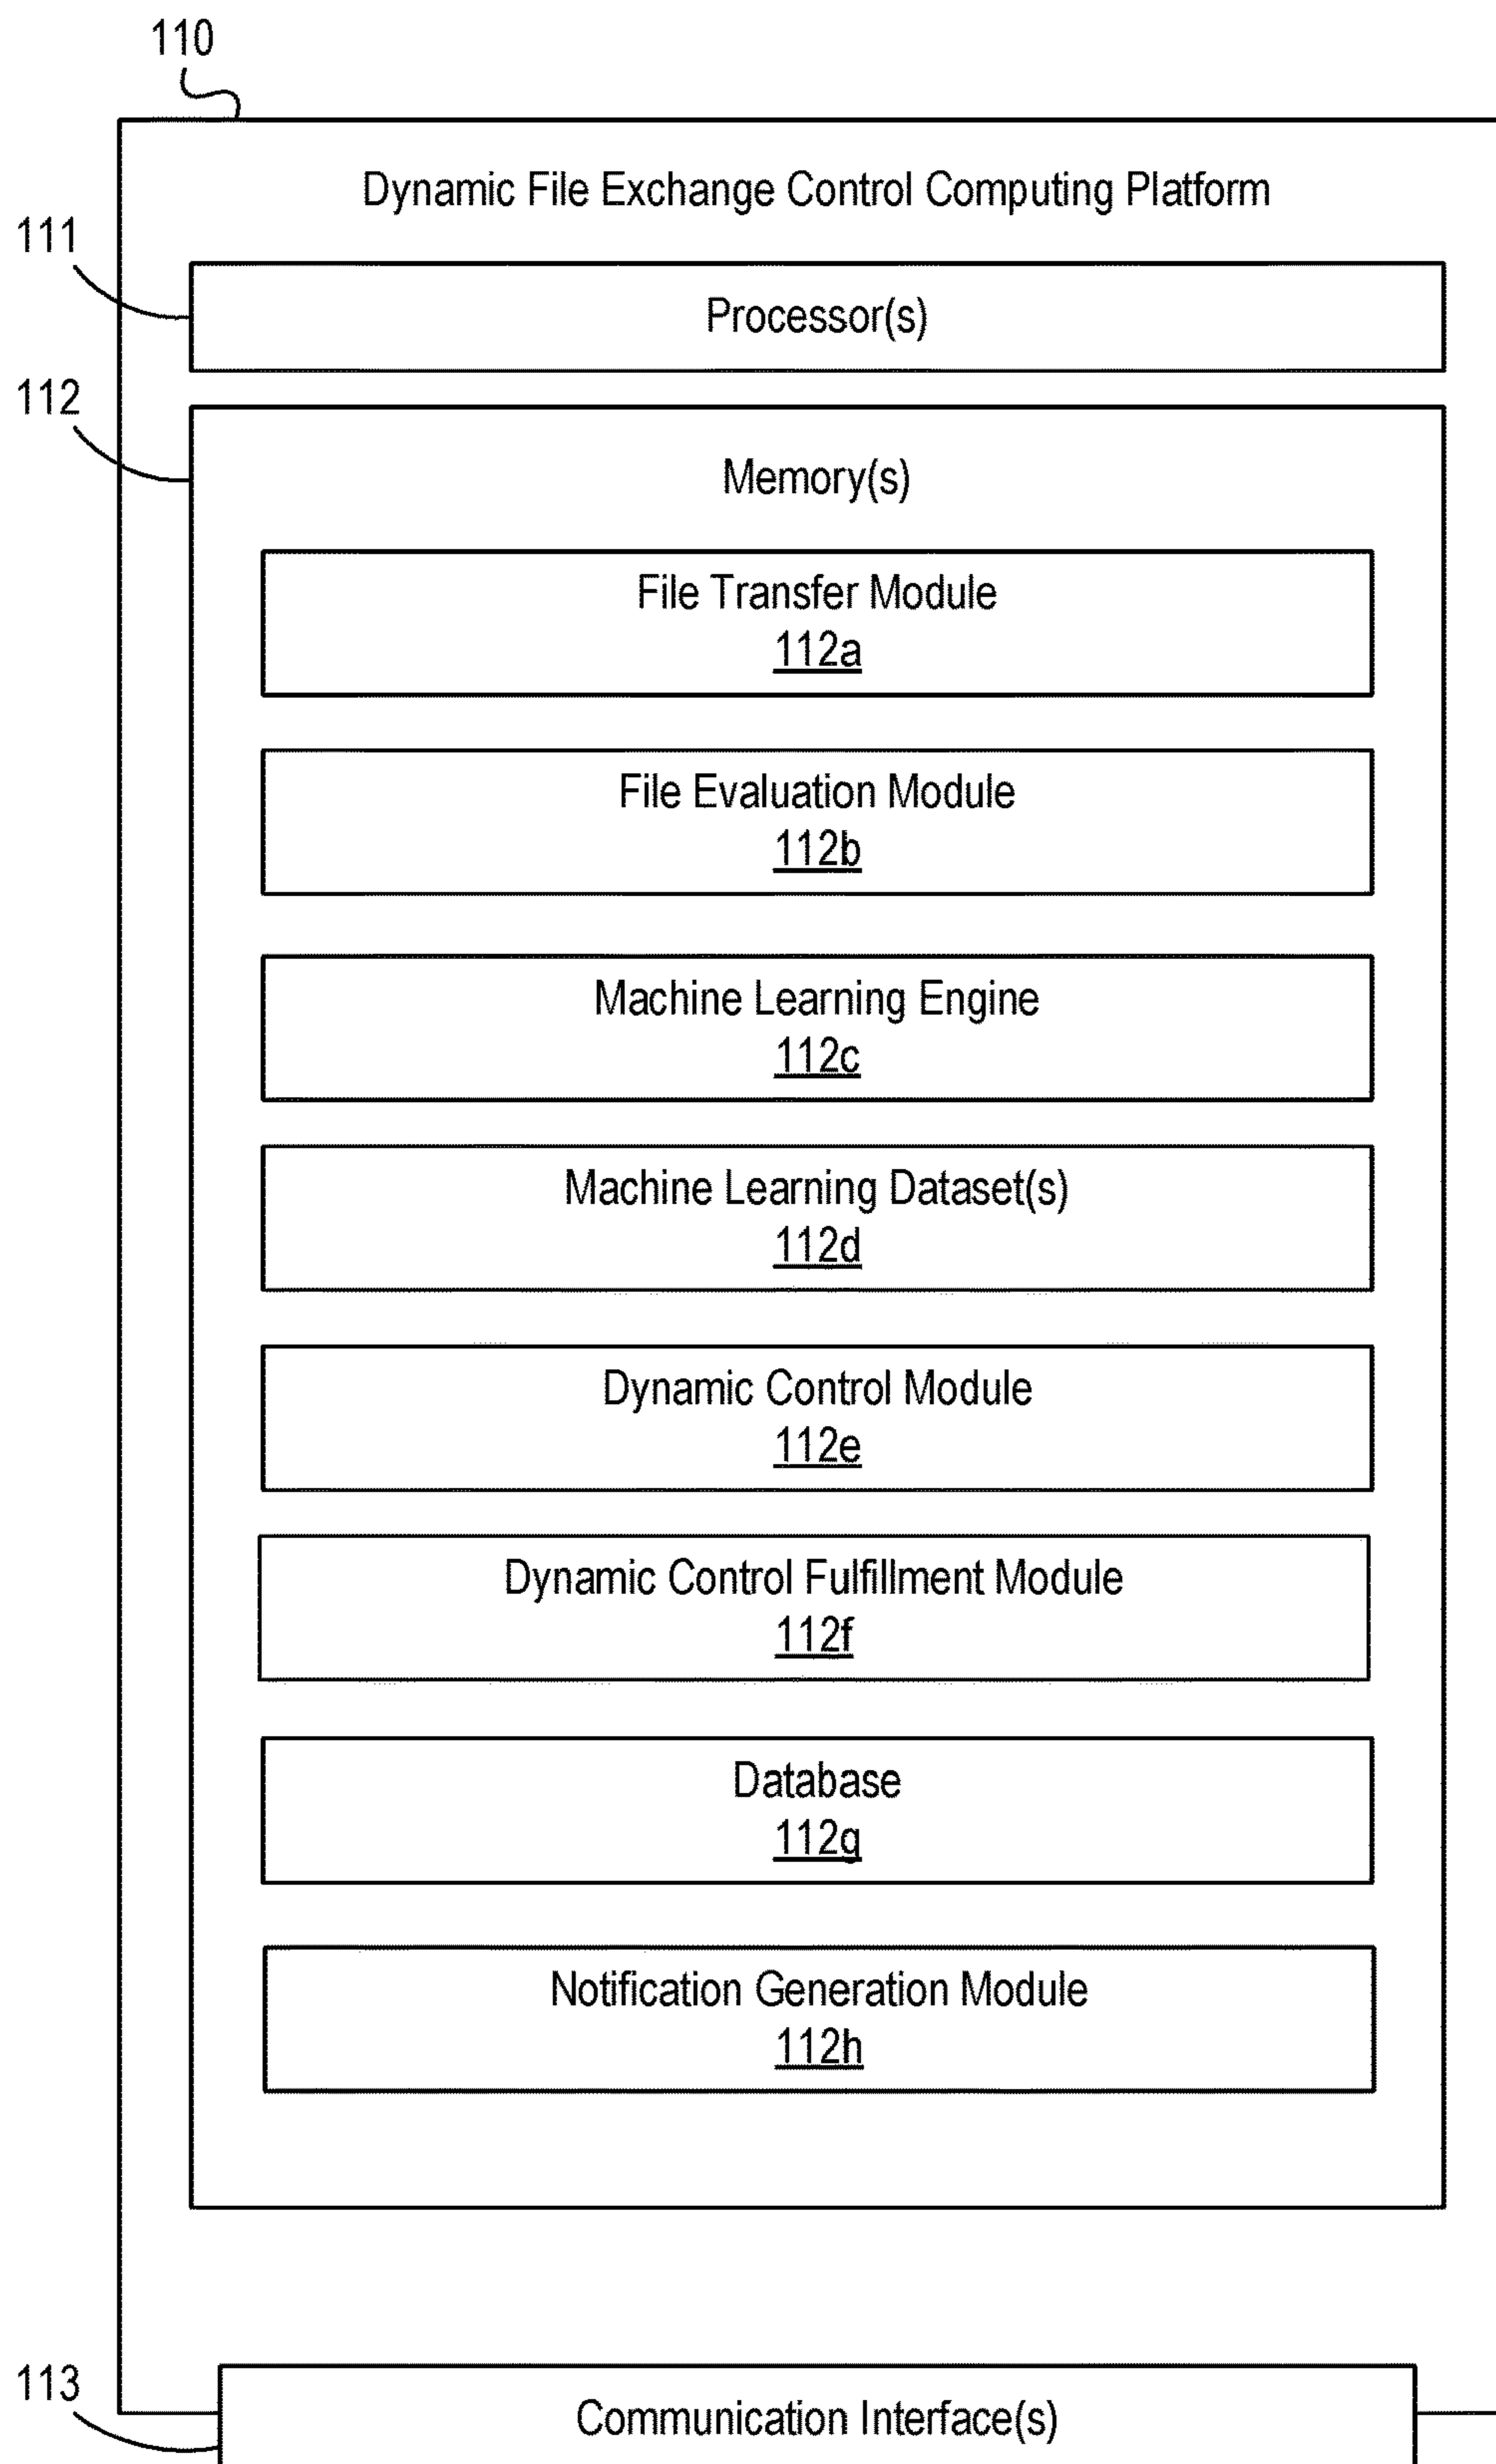 110
Dynamic File Exchange Control Computing Platform
111
Processor(s)
112
Memory(s)
File Transfer Module
112a
File Evaluation Module
112b
Machine Learning Engine
112c
Machine Learning Dataset(s)
112d
Dynamic Control Module
112e
Dynamic Control Fulfillment Module
112f
Database
112g
Notification Generation Module
112h
113
Communication Interface(s)